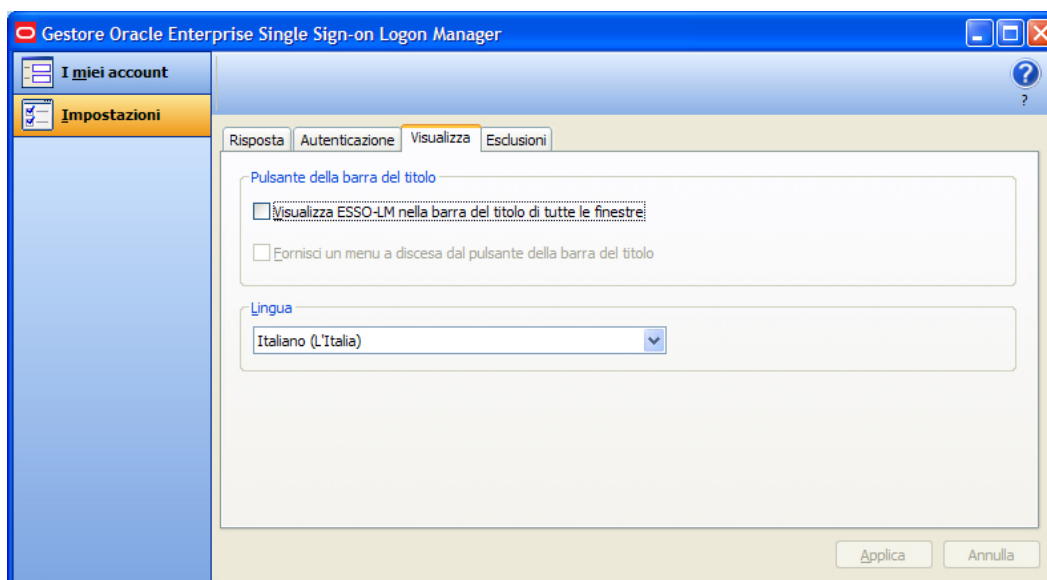 Gestore Oracle Enterprise Single Sign-on Logon Manager
I miei account
?
?
Impostazioni
Risposta Autenticazione Visualizza Esclusioni
Pulsante della barra del titolo
Visualizza ESSO-LM nella barra del titolo di tutte le finestre
Fornisci un menu a discesa dal pulsante della barra del titolo
Lingua
Italiano (L'Italia)
Applica Annulla